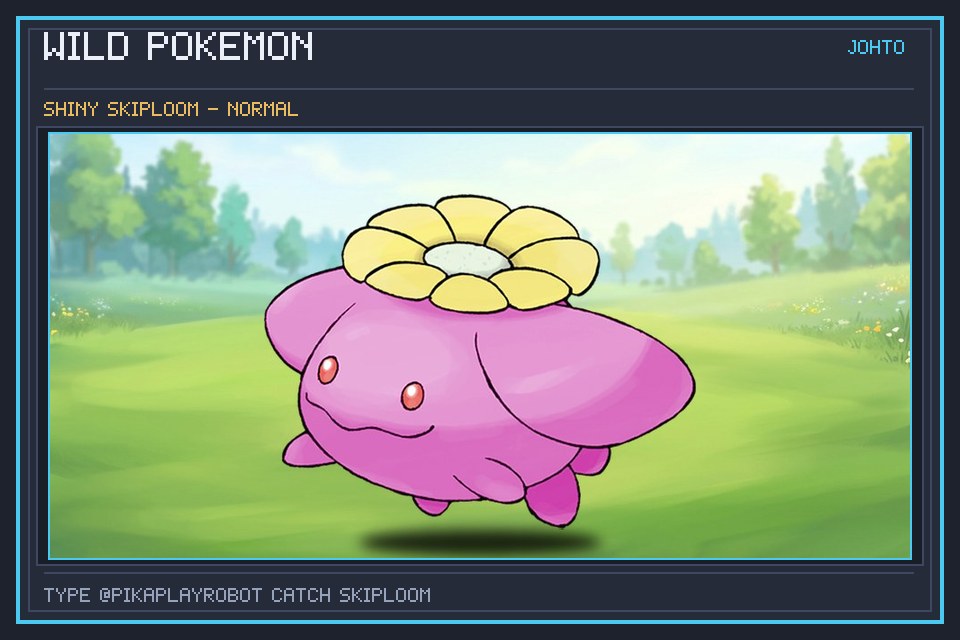 WILD POKEMON
JOHTO
SHINY SKIPLOOM - NORMAL
TYPE @PIKAPLAYROBOT CATCH SKIPLOOM